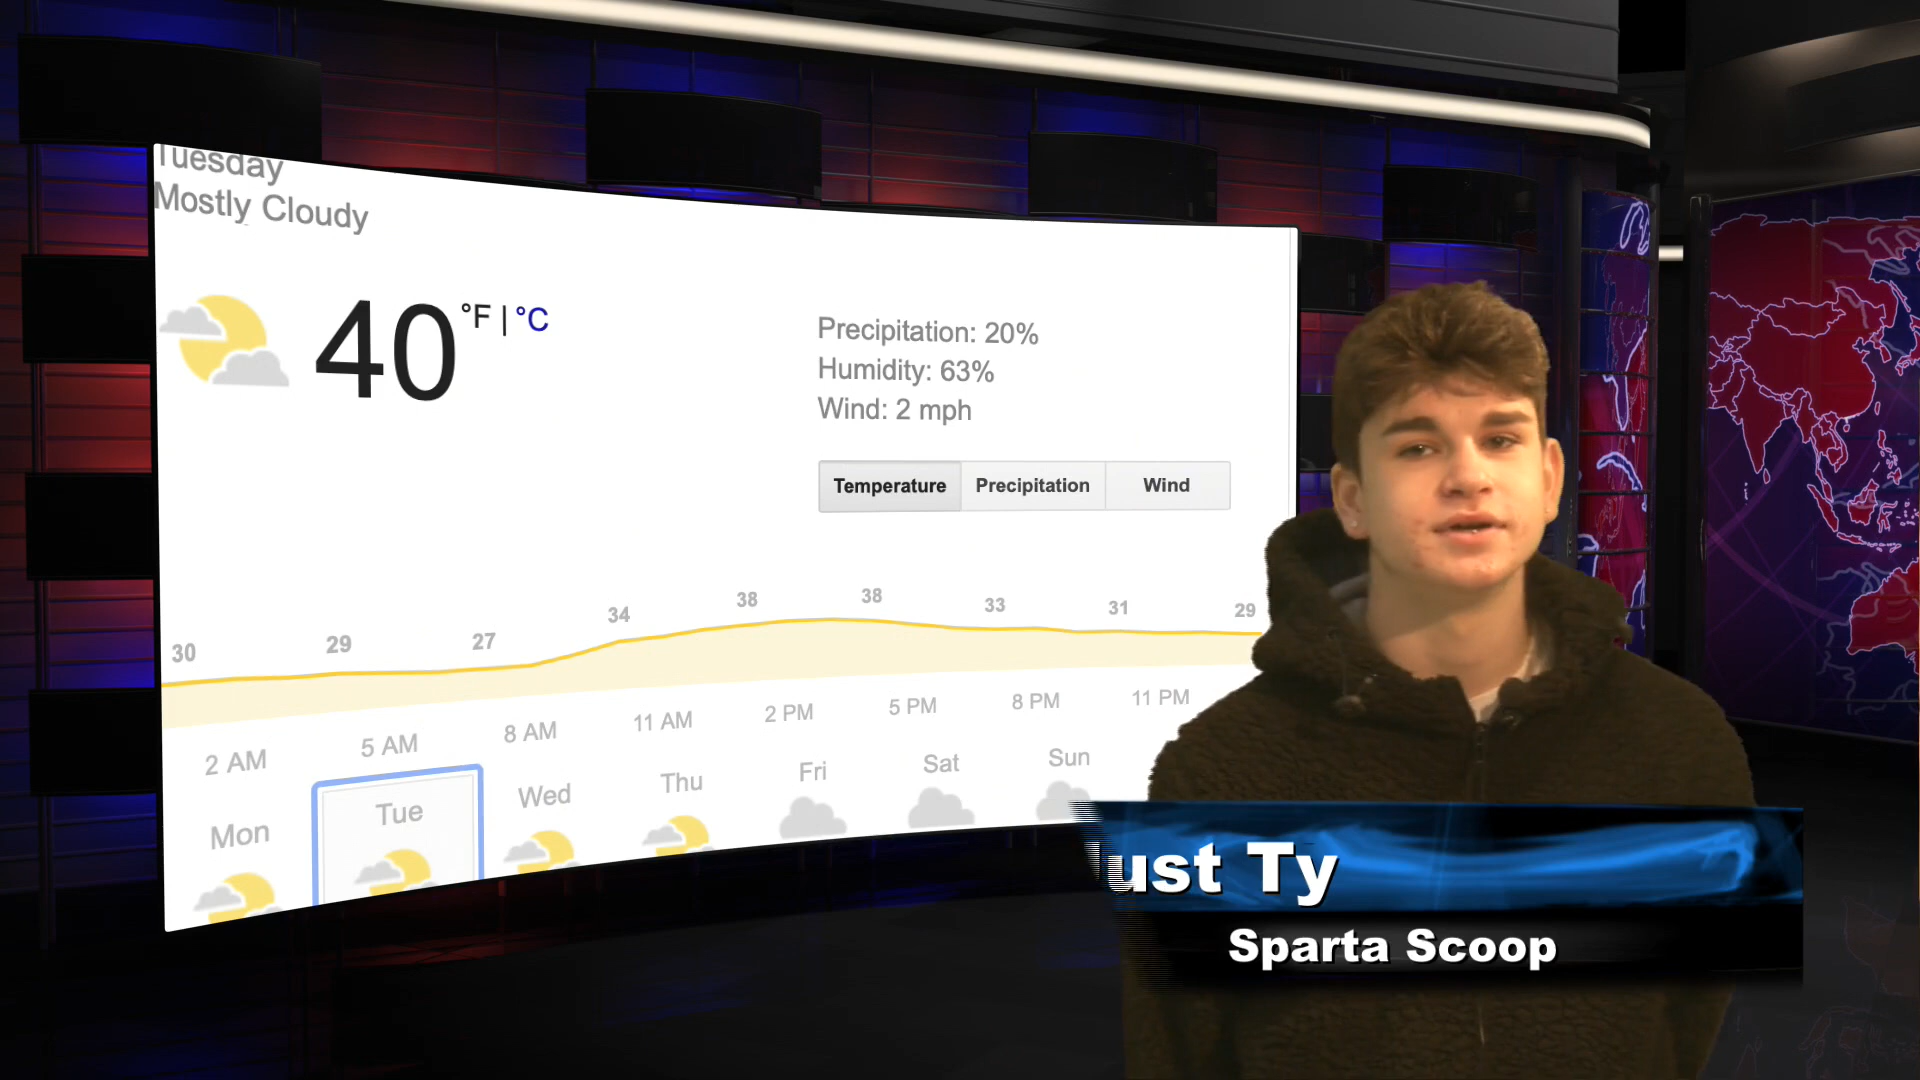 Tuesday
Mostly Cloudy
40 °F | °C
Precipitation: 20%
Humidity: 63%
Wind: 2 mph
Temperature Precipitation Wind
30 29 27 34 38 38 33 31 29
2 AM 5 AM 8 AM 11 AM 2 PM 5 PM 8 PM 11 PM
Mon Tue Wed Thu Fri Sat Sun
ust Ty
Sparta Scoop